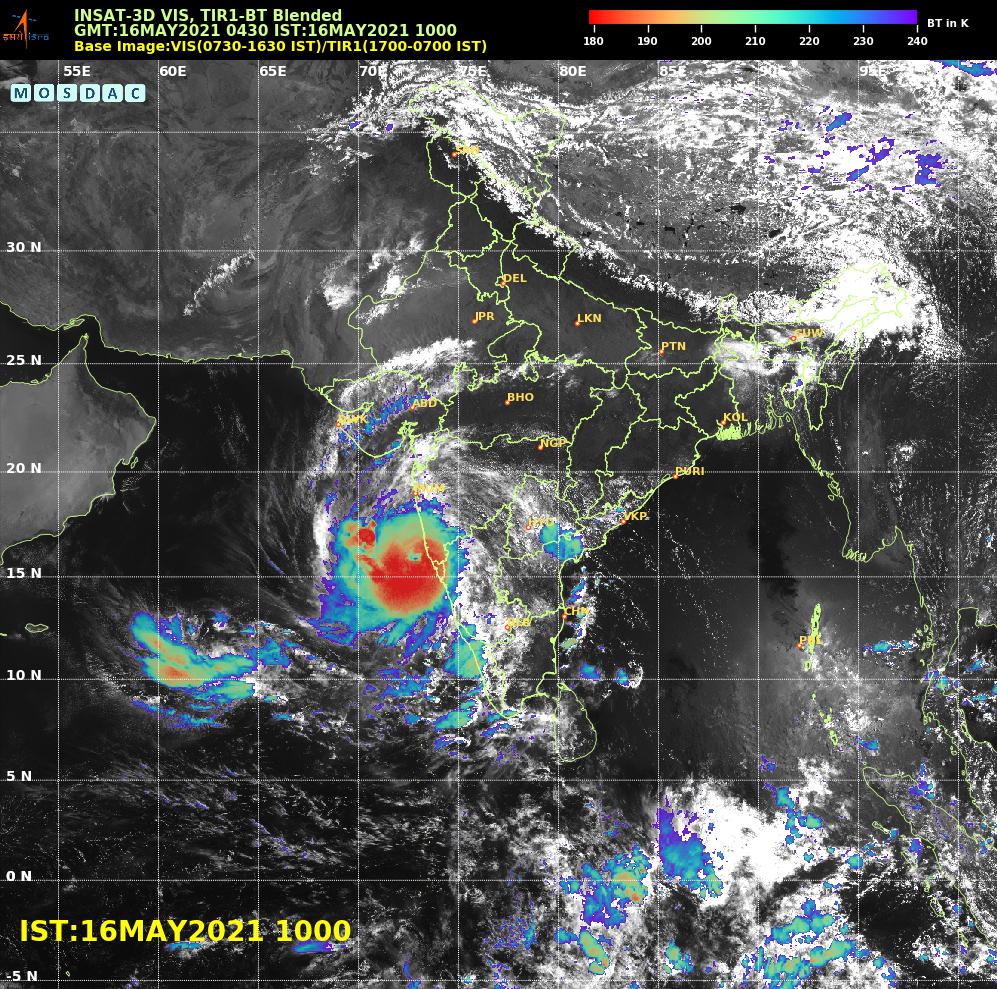 INSAT-3D VIS, TIR1-BT Blended
GMT:16MAY2021 0430 IST:16MAY2021 1000
Base Image:VIS(0730-1630 IST)/TIR1(1700-0700 IST)
BT in K
180 190 200 210 220 230 240
55E 60E 65E 70E 75E 80E 85E 90E 95E
MOSDAC
SRN
30 N
DEL
JPR
LKN
GUW
PTN
25 N
BHO
ABD
KOL
NGP
20 N
PURI
MUM
VKP
HYD
15 N
CHN
BLR
PBL
10 N
5 N
0 N
IST:16MAY2021 1000
-5 N